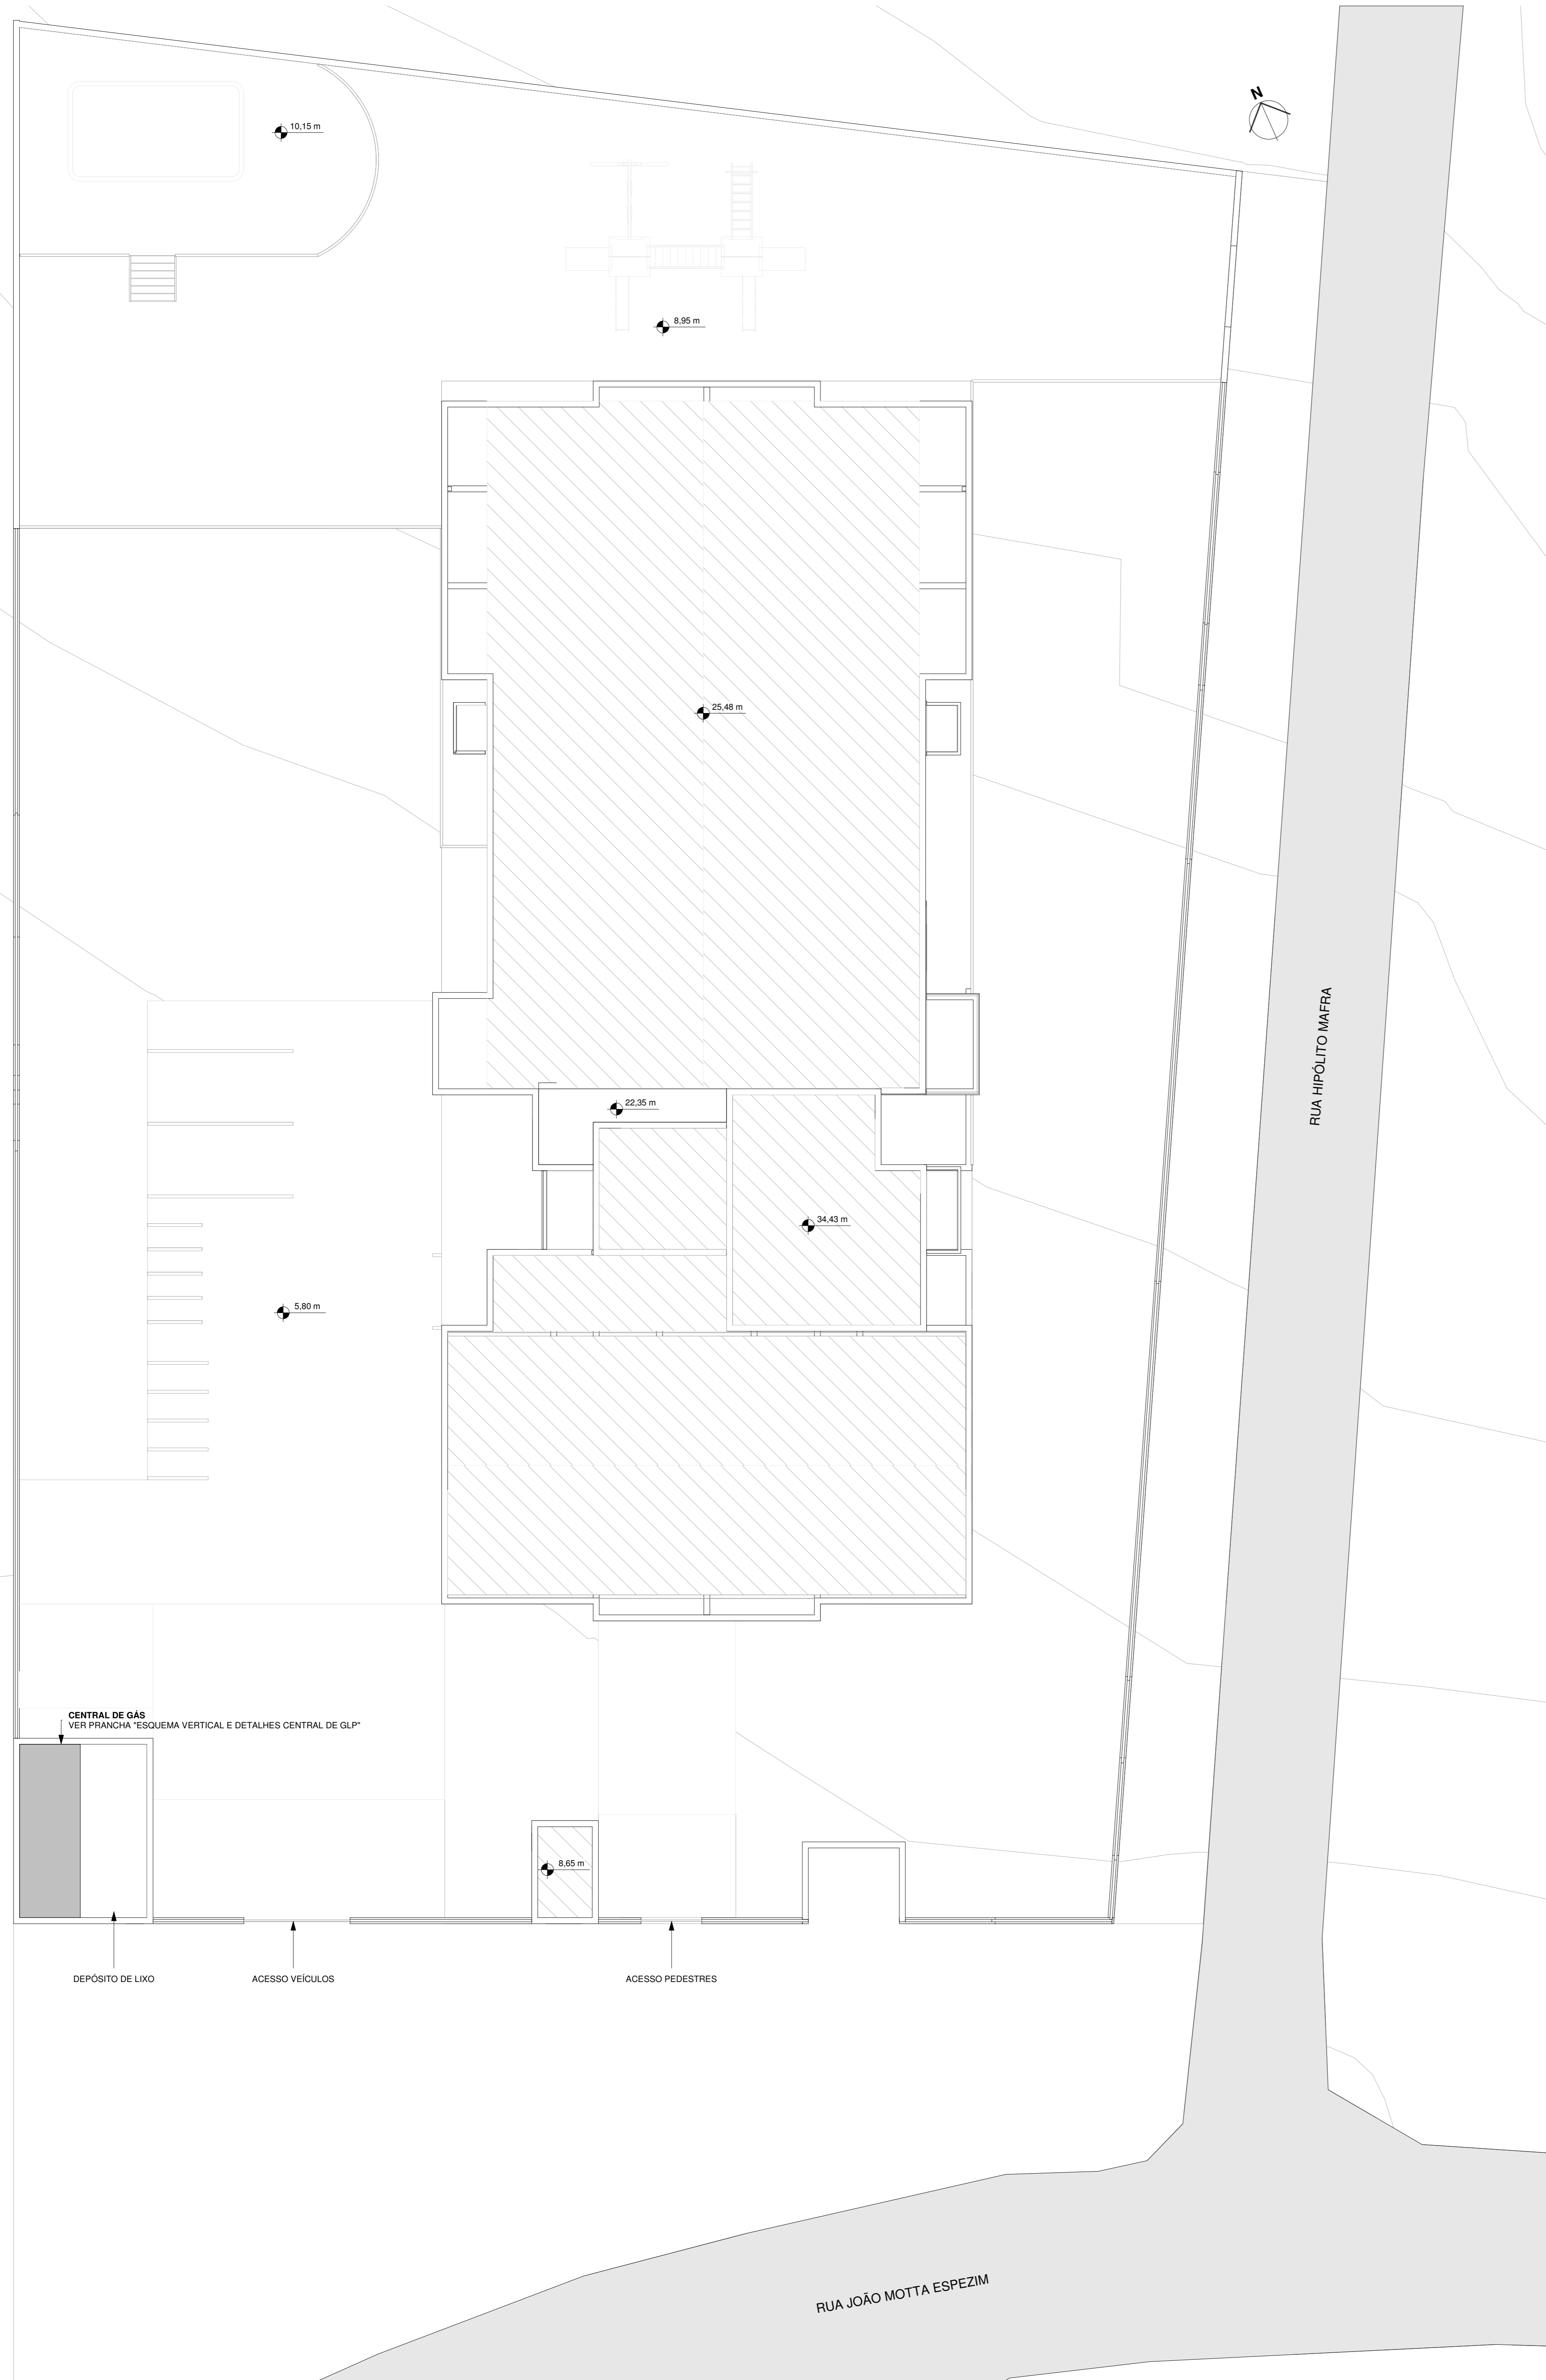 N
10,15 m
8,95 m
25,48 m
RUA HIPÓLITO MAFRA
22,35 m
34,43 m
5,80 m
CENTRAL DE GÁS
VER PRANCHA "ESQUEMA VERTICAL E DETALHES CENTRAL DE GLP"
8,65 m
DEPÓSITO DE LIXO
ACESSO VEÍCULOS
ACESSO PEDESTRES
RUA JOÃO MOTTA ESPEZIM